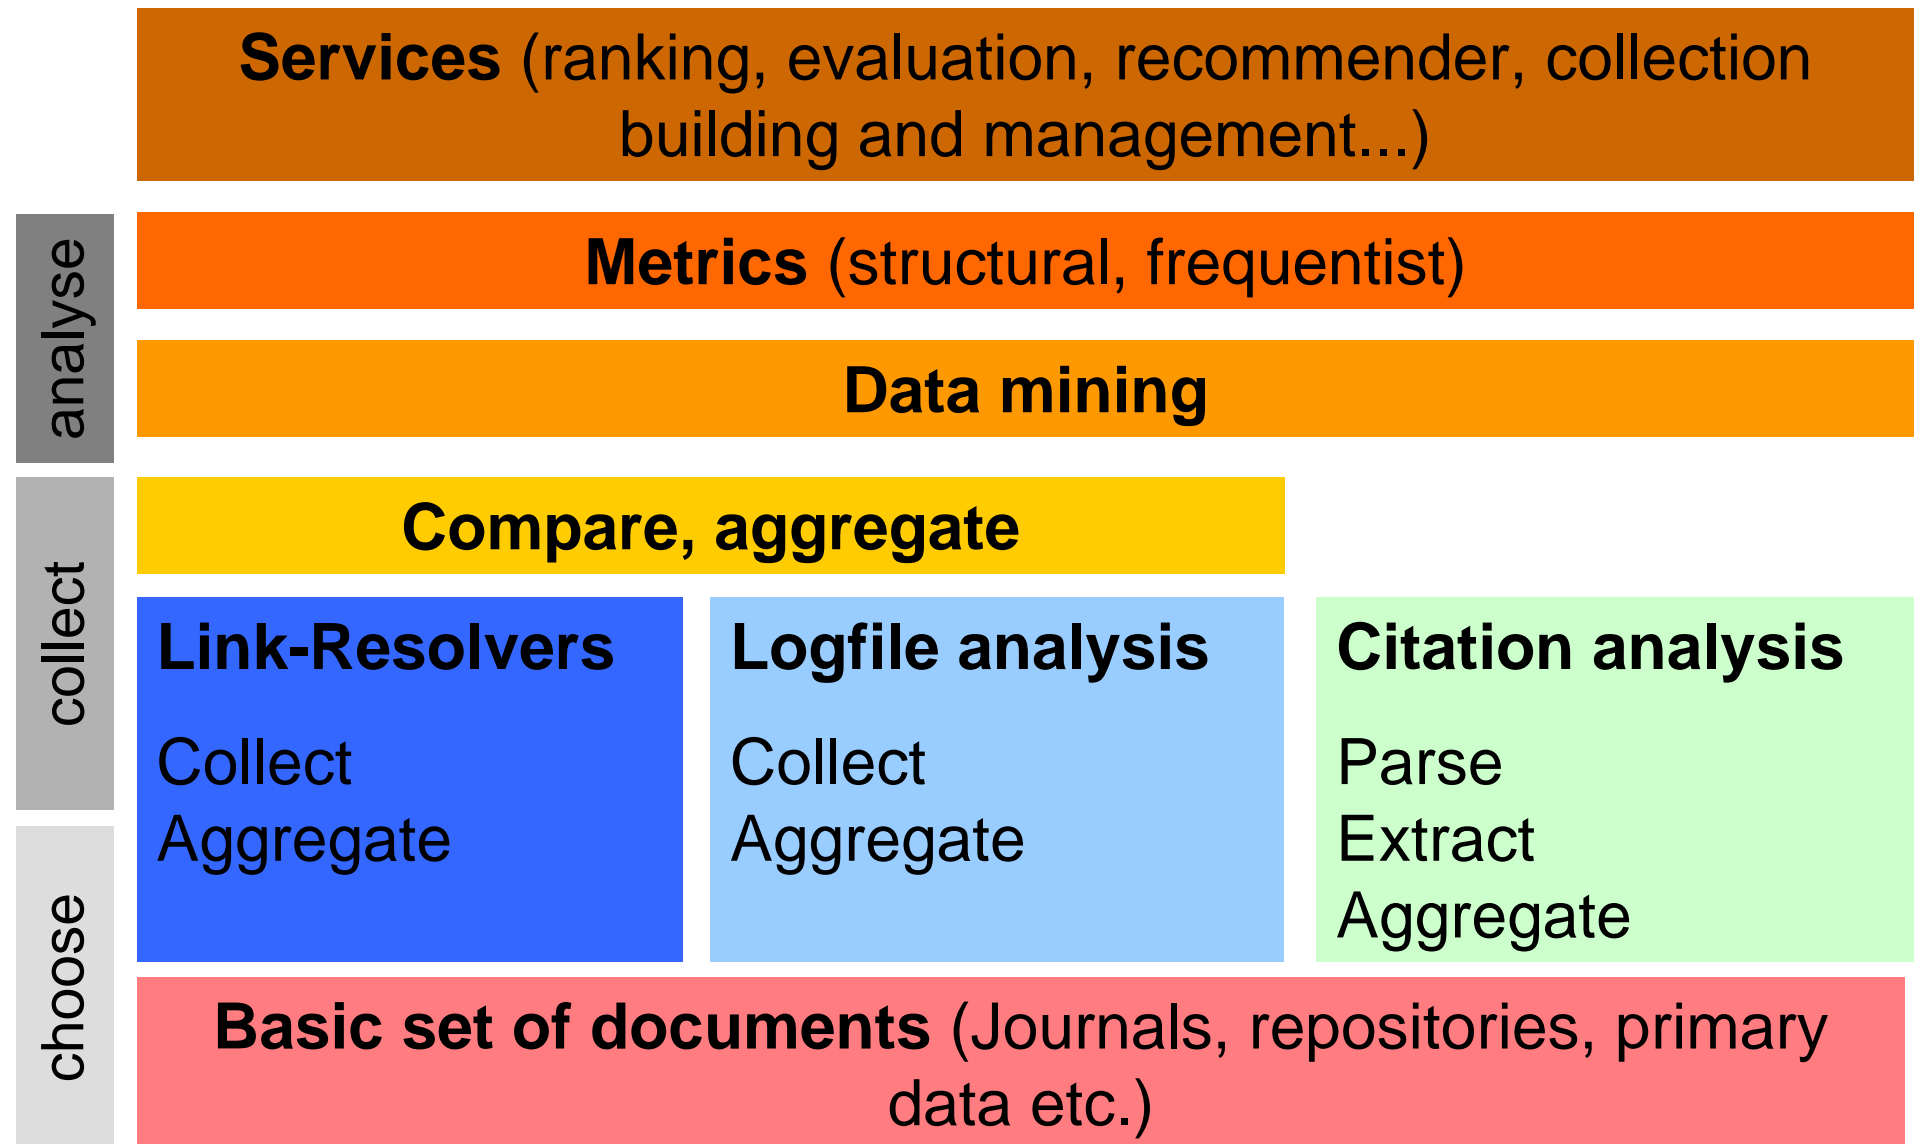 Services (ranking, evaluation, recommender, collection
building and management...)
analyse
Metrics (structural, frequentist)
Data mining
collect
Compare, aggregate
Link-Resolvers
Collect
Aggregate
Logfile analysis
Collect
Aggregate
Citation analysis
Parse
Extract
Aggregate
choose
Basic set of documents (Journals, repositories, primary
data etc.)